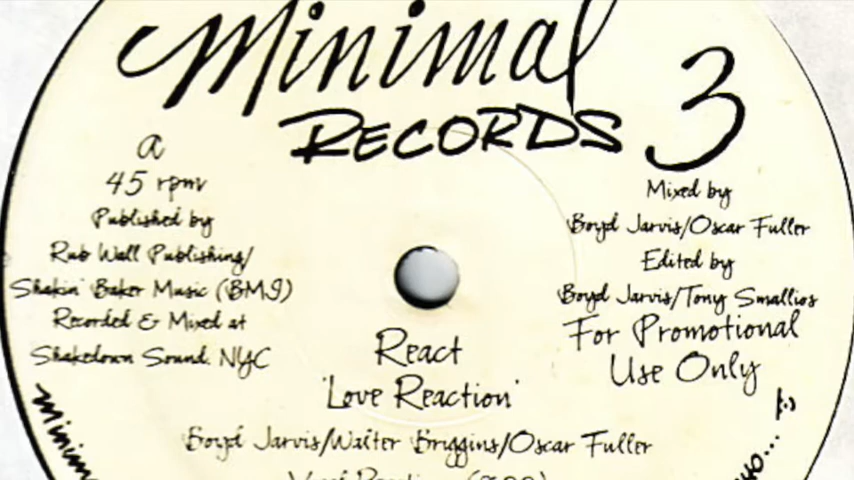 Minimal
RECORDS
3
a
45 rpm
Published by
Rub Wall Publishing/
Shakin' Baker Music (BMI)
Recorded & Mixed at
Shakedown Sound. NYC
Mixed by
Boyd Jarvis/Oscar Fuller
Edited by
Boyd Jarvis/Tony Smallios
For Promotional
Use Only
React
'Love Reaction'
Boyd Jarvis/Walter Briggins/Oscar Fuller